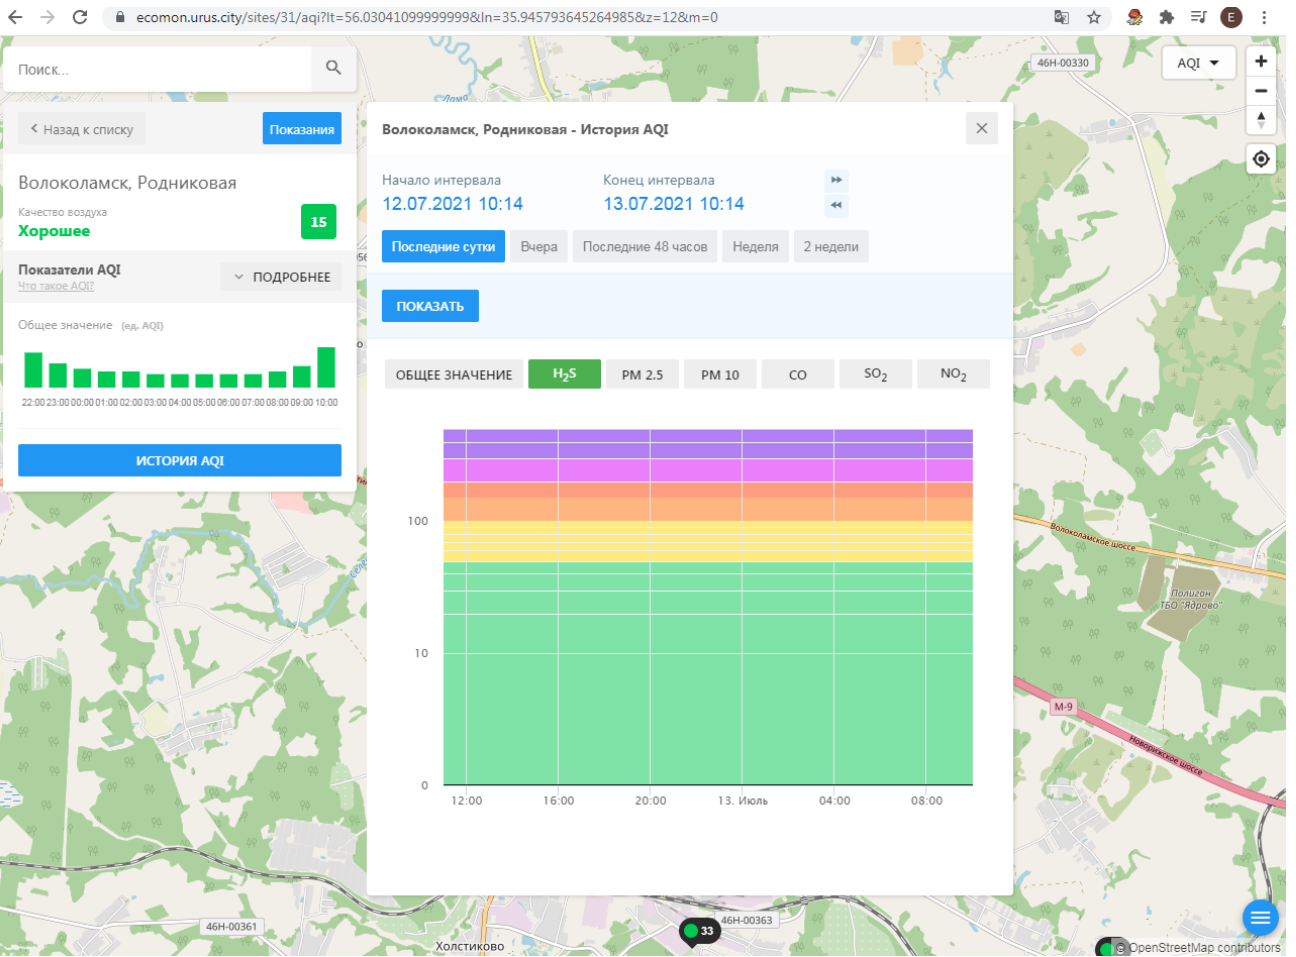 ecomon.urus.city/sites/31/aqi?lt=56.03041099999999&ln=35.945793645264985&z=12&m=0
E
Поиск...
46Н-00330
AQI
Лама
Назад к списку
Показания
Волоколамск, Родниковая
Качество воздуха
Хорошее
15
Показатели AQI
Что такое AQI?
ПОДРОБНЕЕ
Общее значение (ед. AQI)
22:00 23:00 00:00 01:00 02:00 03:00 04:00 05:00 06:00 07:00 08:00 09:00 10:00
ИСТОРИЯ AQI
Волоколамск, Родниковая - История AQI
Начало интервала
Конец интервала
12.07.2021 10:14
13.07.2021 10:14
Последние сутки
Вчера
Последние 48 часов
Неделя
2 недели
ПОКАЗАТЬ
ОБЩЕЕ ЗНАЧЕНИЕ
H2S
PM 2.5
PM 10
CO
SO2
NO2
100
10
0
12:00
16:00
20:00
13. Июль
04:00
08:00
Волоколамское шоссе
Полигон
ТБО "Ядрово"
М-9
Новорижское шоссе
46Н-00361
46Н-00363
33
Холстиково
© OpenStreetMap contributors